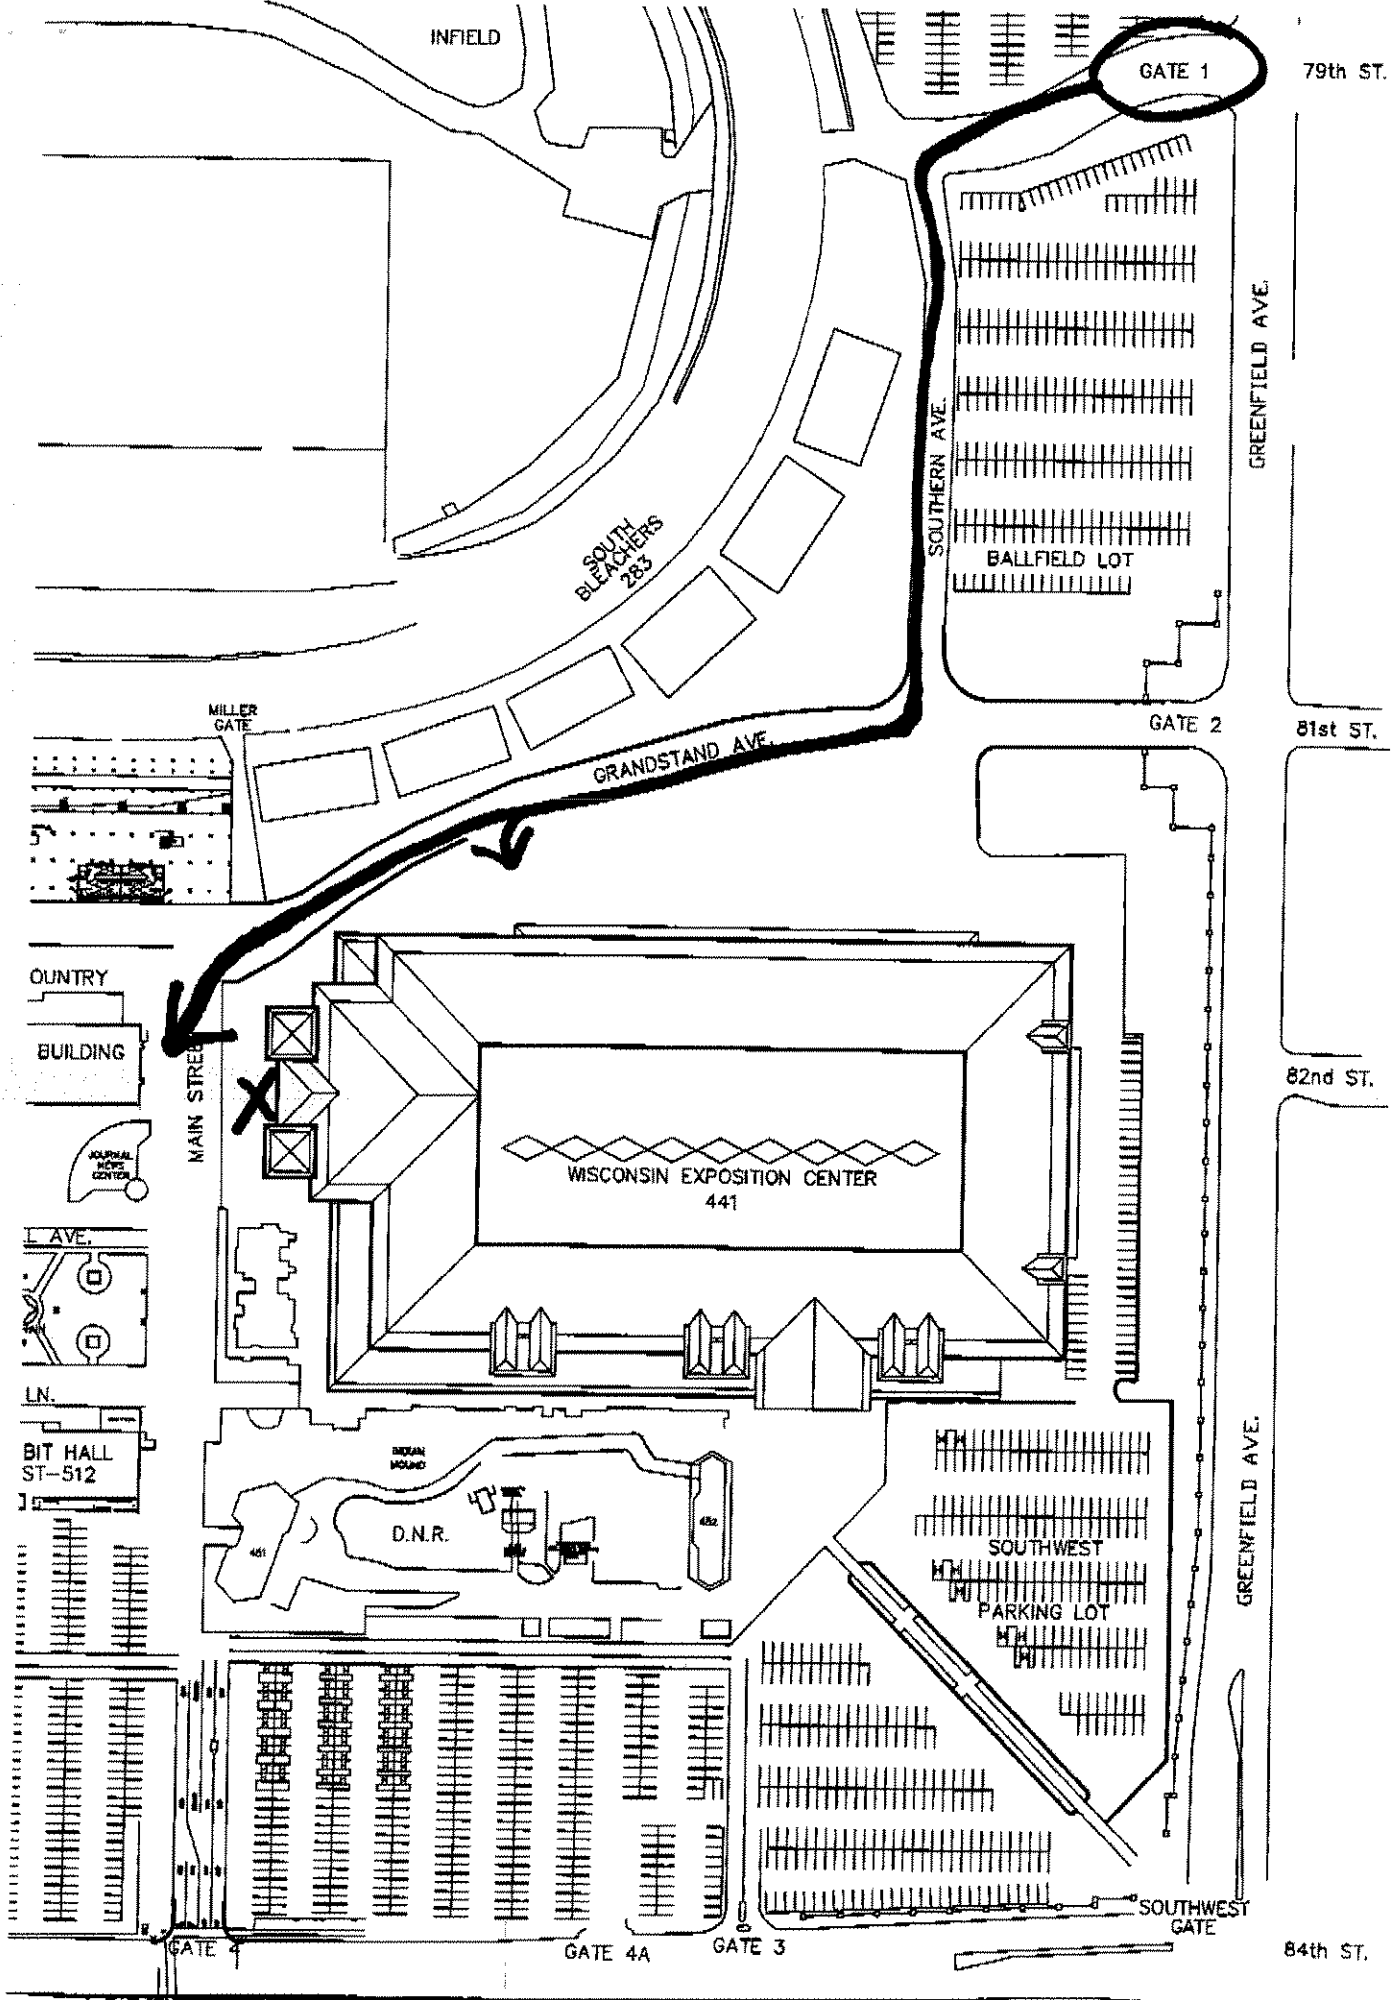 INFIELD
GATE 1
79th ST.
GREENFIELD AVE.
SOUTHERN AVE.
SOUTH
BLEACHERS
283
BALLFIELD LOT
MILLER
GATE
GATE 2
81st ST.
GRANDSTAND AVE.
OUNTRY
BUILDING
MAIN STREE
82nd ST.
JOURNAL
NEWS
CENTER
WISCONSIN EXPOSITION CENTER
441
L AVE.
LN.
BIT HALL
ST-512
INDIAN
MOUND
D.N.R.
461
462
SOUTHWEST
PARKING LOT
GREENFIELD AVE.
SOUTHWEST
GATE
GATE 4
GATE 4A
GATE 3
84th ST.